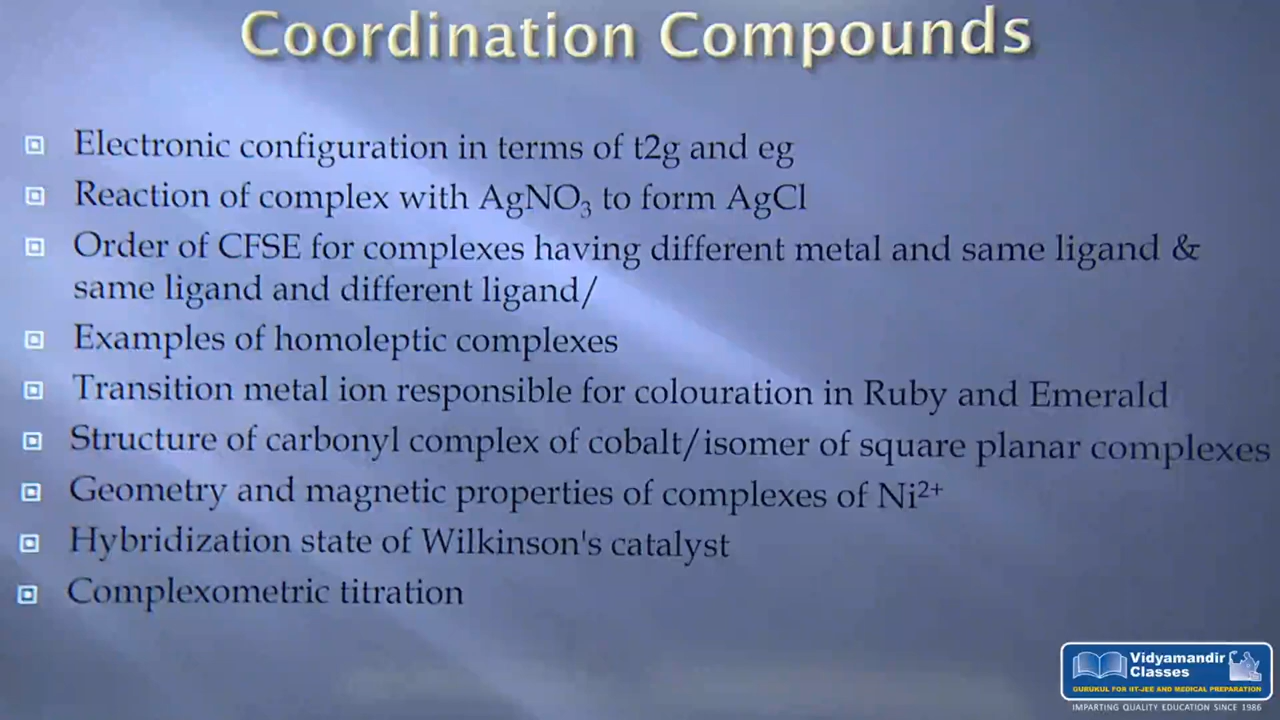 Coordination Compounds
Electronic configuration in terms of t2g and eg
Reaction of complex with AgNO₃ to form AgCl
Order of CFSE for complexes having different metal and same ligand &
same ligand and different ligand/
Examples of homoleptic complexes
Transition metal ion responsible for colouration in Ruby and Emerald
Structure of carbonyl complex of cobalt/isomer of square planar complexes
Geometry and magnetic properties of complexes of Ni²⁺
Hybridization state of Wilkinson's catalyst
Complexometric titration
Vidyamandir
Classes
GURUKUL FOR IIT-JEE AND MEDICAL PREPARATION
IMPARTING QUALITY EDUCATION SINCE 1986